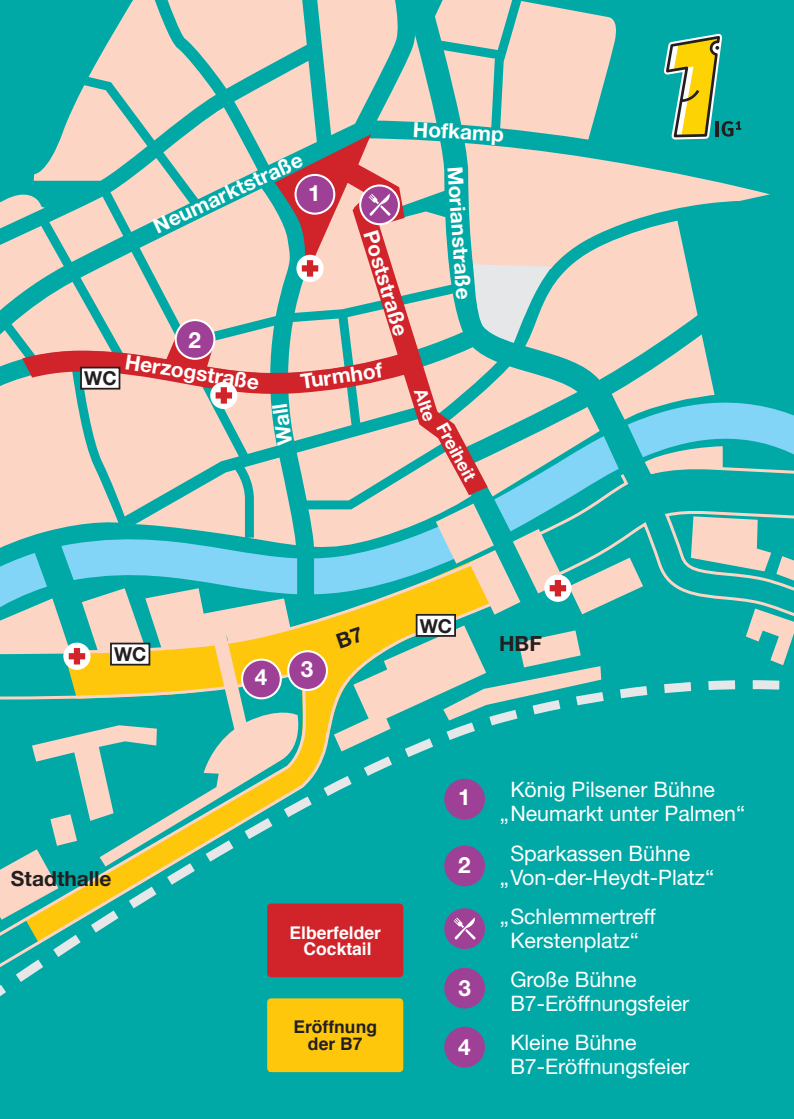 IG¹
Hofkamp
Neumarktstraße
Morianstraße
1
Poststraße
2
Herzogstraße
Turmhof
WC
Wall
Alte
Freiheit
B7
WC
WC
HBF
4
3
Stadthalle
1
König Pilsener Bühne
„Neumarkt unter Palmen“
2
Sparkassen Bühne
„Von-der-Heydt-Platz“
„Schlemmertreff
Kerstenplatz“
3
Große Bühne
B7-Eröffnungsfeier
4
Kleine Bühne
B7-Eröffnungsfeier
Elberfelder
Cocktail
Eröffnung
der B7